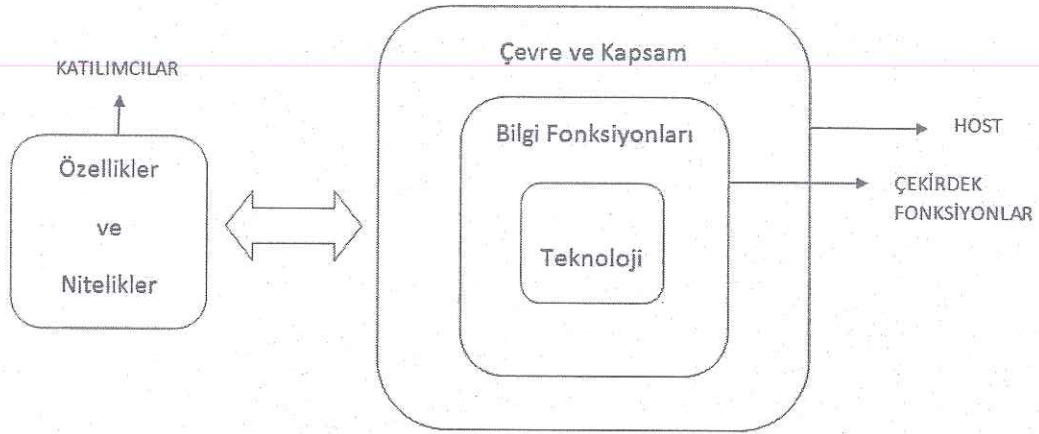 KATILIMCILAR
Özellikler
ve
Nitelikler
Çevre ve Kapsam
Bilgi Fonksiyonları
Teknoloji
HOST
ÇEKİRDEK
FONKSİYONLAR